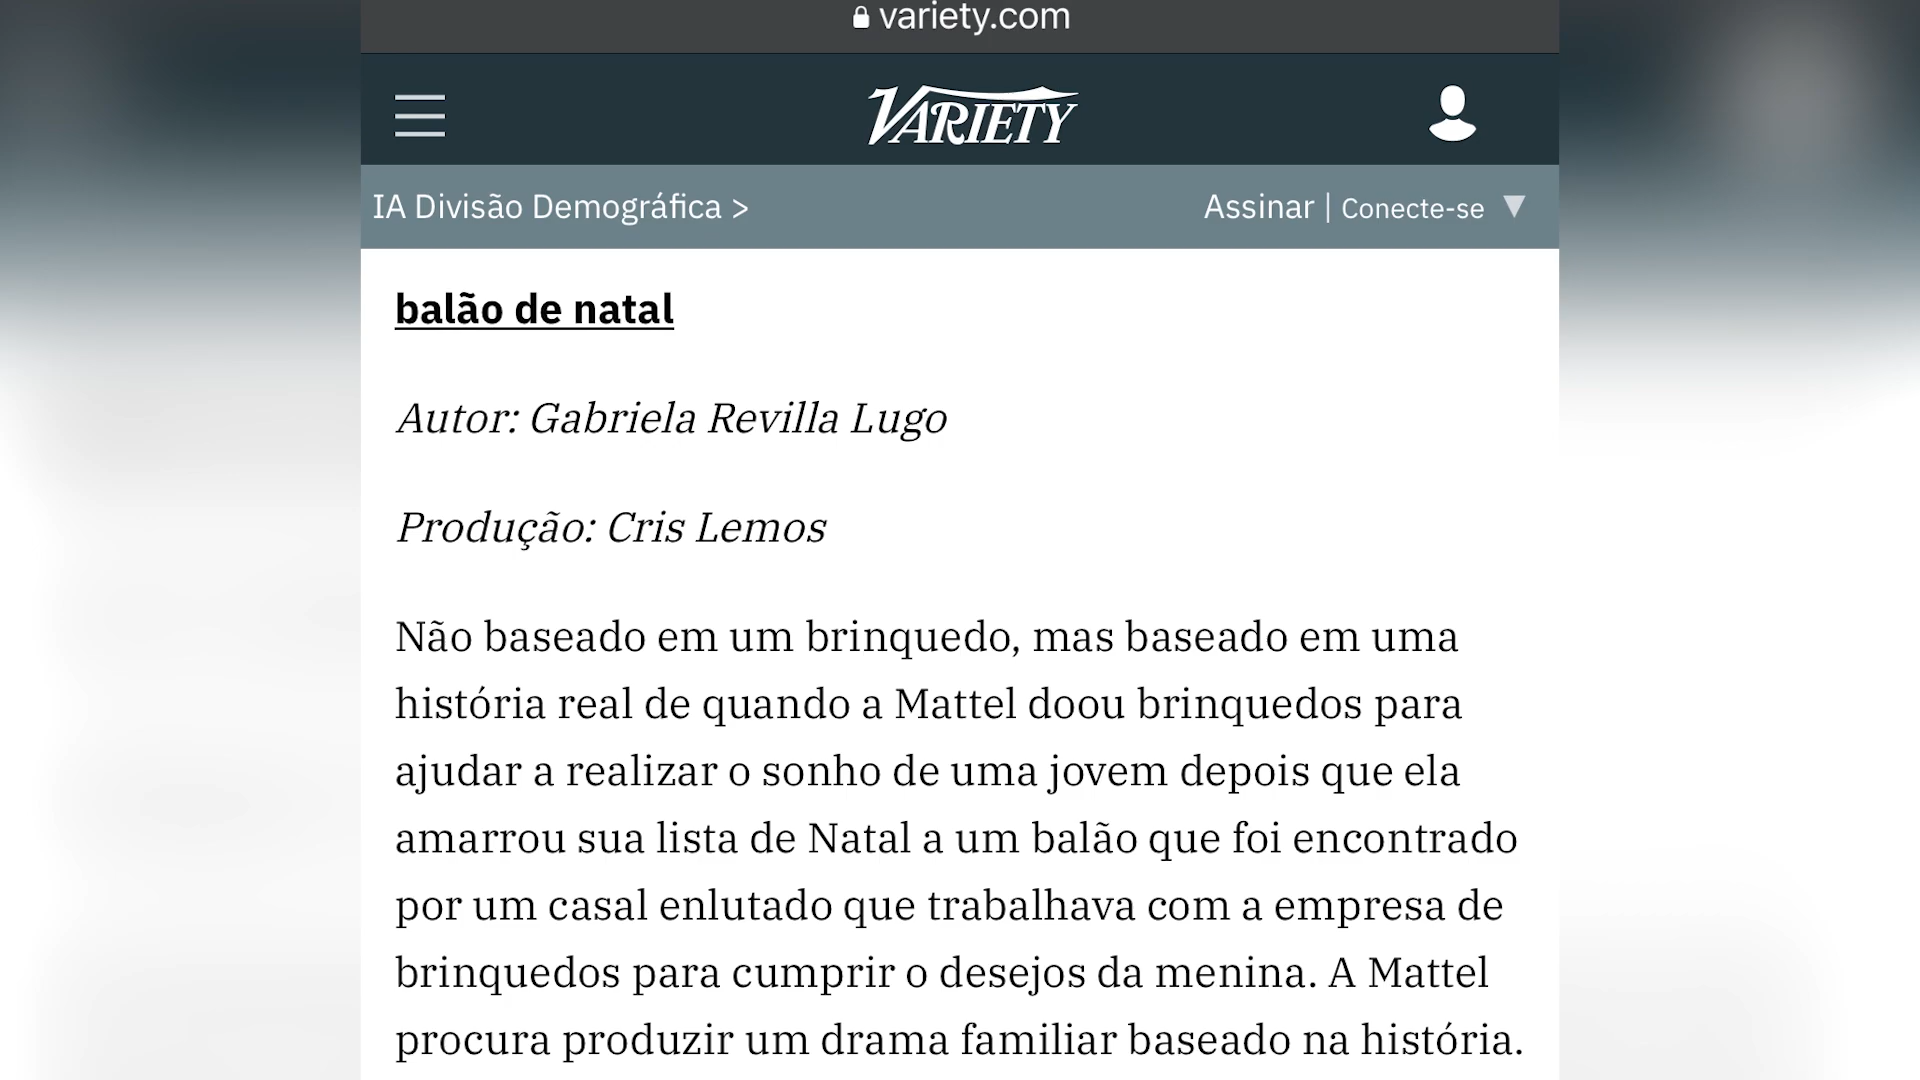 variety.com
VARIETY
IA Divisão Demográfica >
Assinar | Conecte-se ▼
balão de natal
Autor: Gabriela Revilla Lugo
Produção: Cris Lemos
Não baseado em um brinquedo, mas baseado em uma
história real de quando a Mattel doou brinquedos para
ajudar a realizar o sonho de uma jovem depois que ela
amarrou sua lista de Natal a um balão que foi encontrado
por um casal enlutado que trabalhava com a empresa de
brinquedos para cumprir o desejos da menina. A Mattel
procura produzir um drama familiar baseado na história.